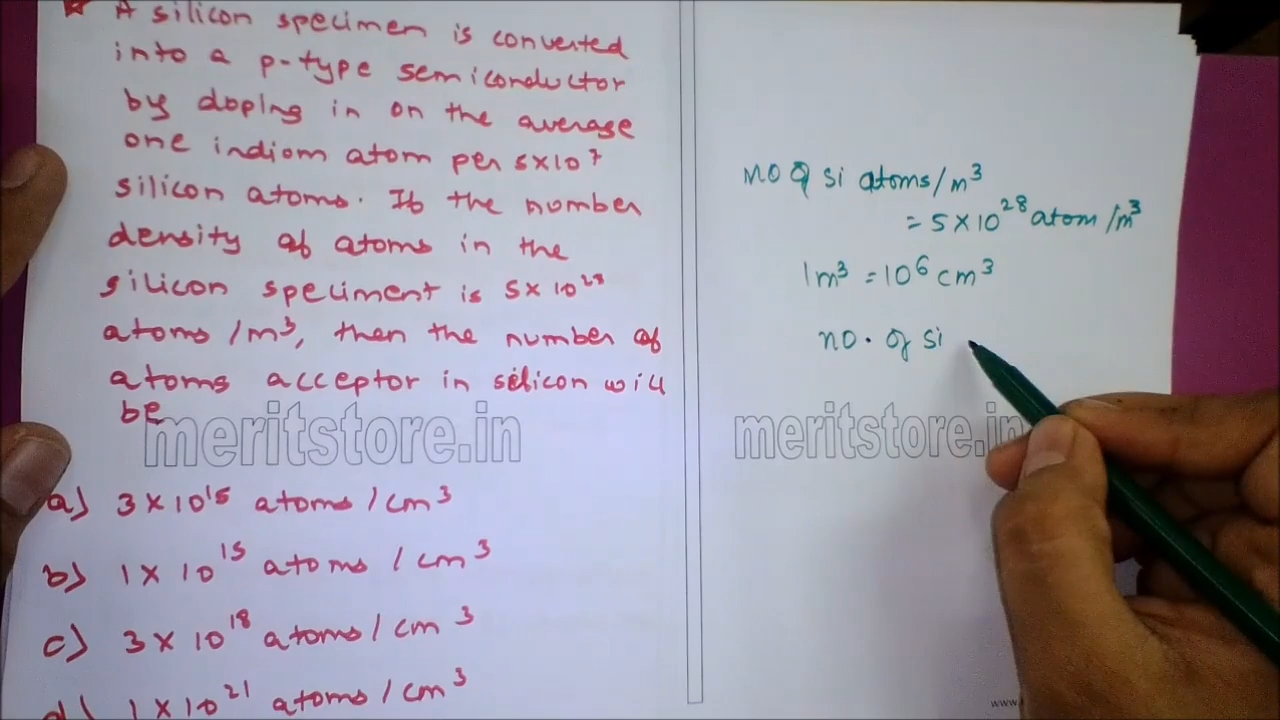 A silicon specimen is converted
into a p-type semiconductor
by doping in on the average
one indiom atom per 5×10⁷
silicon atoms. If the number
density of atoms in the
silicon speciment is 5×10²⁸
atoms /m³, then the number of
atoms acceptor in silicon will
be
meritstore.in
a) 3×10¹⁵ atoms / cm³
b) 1×10¹⁵ atoms / cm³
c) 3×10¹⁸ atoms / cm³
d) 1×10²¹ atoms / cm³
NO of si atoms/m³
= 5×10²⁸ atom /m³
1m³ = 10⁶ cm³
no. of si
meritstore.in
www.